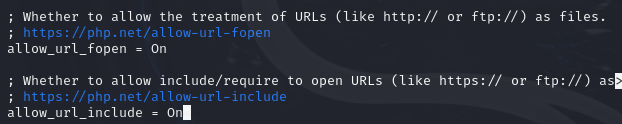 ; Whether to allow the treatment of URLs (like http:// or ftp://) as files.
; https://php.net/allow-url-fopen
allow_url_fopen = On
; Whether to allow include/require to open URLs (like https:// or ftp://) as>
; https://php.net/allow-url-include
allow_url_include = On